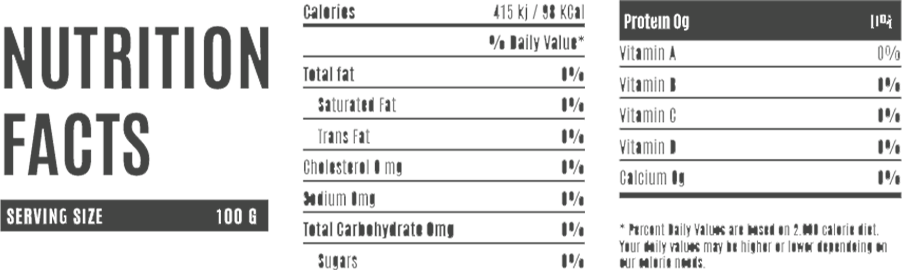 NUTRITION
FACTS
SERVING SIZE 100 G
Calories 415 kj / 98 KCal
% Daily Value*
Total fat 0%
Saturated Fat 0%
Trans Fat 0%
Cholesterol 0 mg 0%
Sodium 0mg 0%
Total Carbohydrate 0mg 0%
Sugars 0%
Protein 0g
Vitamin A 0%
Vitamin B 0%
Vitamin C 0%
Vitamin D 0%
Calcium 0g 0%
* Percent Daily Values are based on 2.000 calorie diet.
Your daily values may be higher or lower dependeing on
our calorie needs.